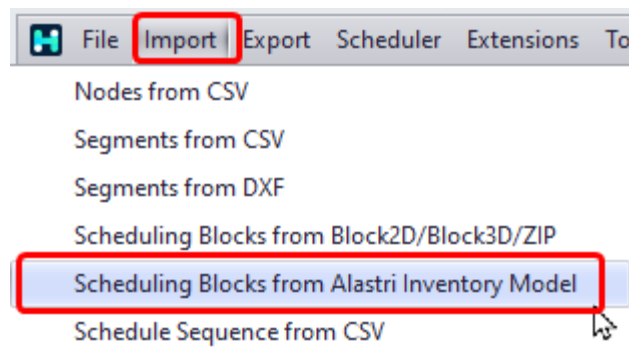 File Import Export Scheduler Extensions To
Nodes from CSV
Segments from CSV
Segments from DXF
Scheduling Blocks from Block2D/Block3D/ZIP
Scheduling Blocks from Alastri Inventory Model
Schedule Sequence from CSV